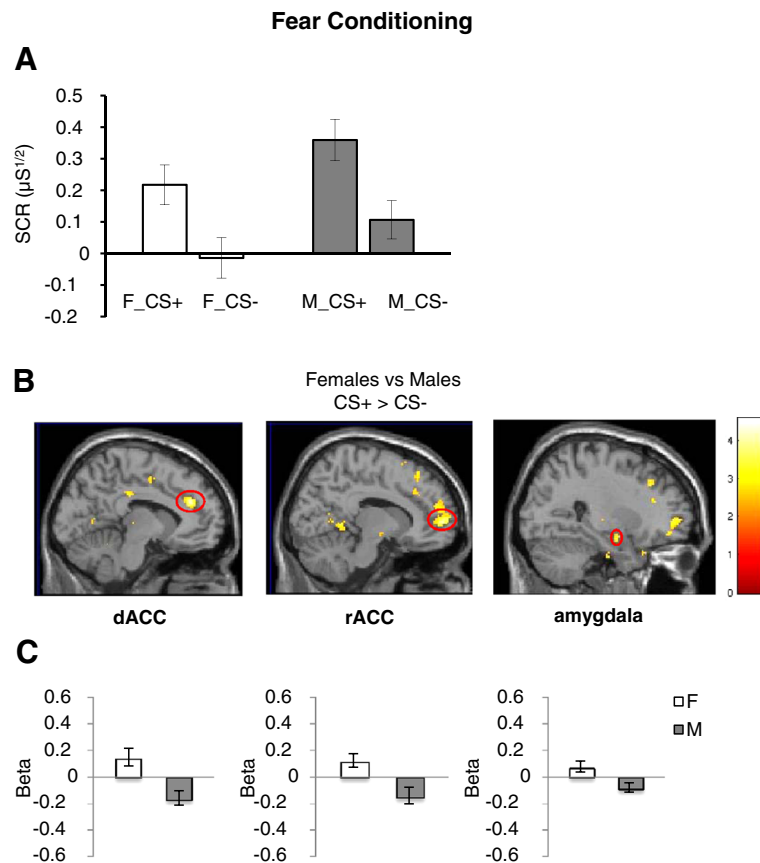 Fear Conditioning
A
SCR (µS1/2)
0.5
0.4
0.3
0.2
0.1
0
-0.1
-0.2
F_CS+ F_CS- M_CS+ M_CS-
B
Females vs Males
CS+ > CS-
4
3
2
1
0
dACC rACC amygdala
C
Beta
0.6
0.4
0.2
0
-0.2
-0.4
-0.6
Beta
0.6
0.4
0.2
0
-0.2
-0.4
-0.6
Beta
0.6
0.4
0.2
0
-0.2
-0.4
-0.6
F
M